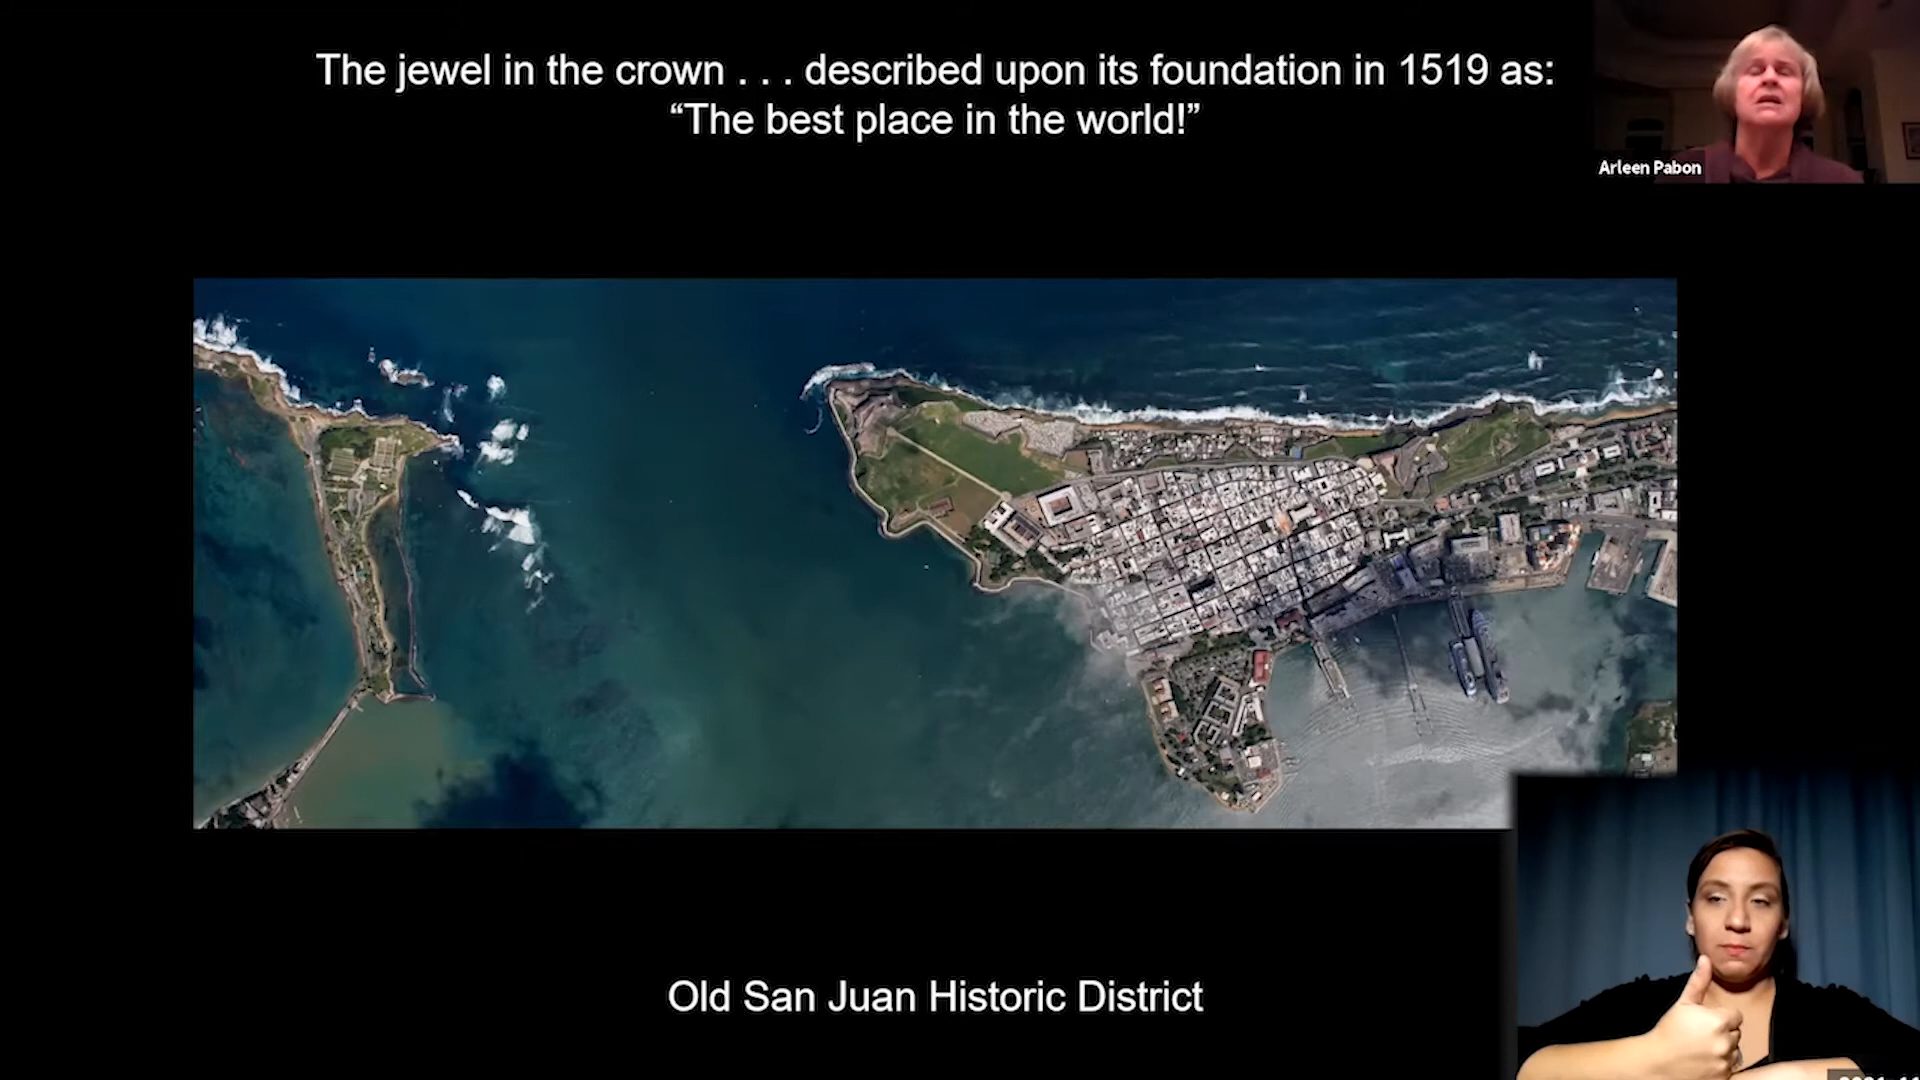 The jewel in the crown . . . described upon its foundation in 1519 as:
“The best place in the world!”
Arleen Pabon
Old San Juan Historic District